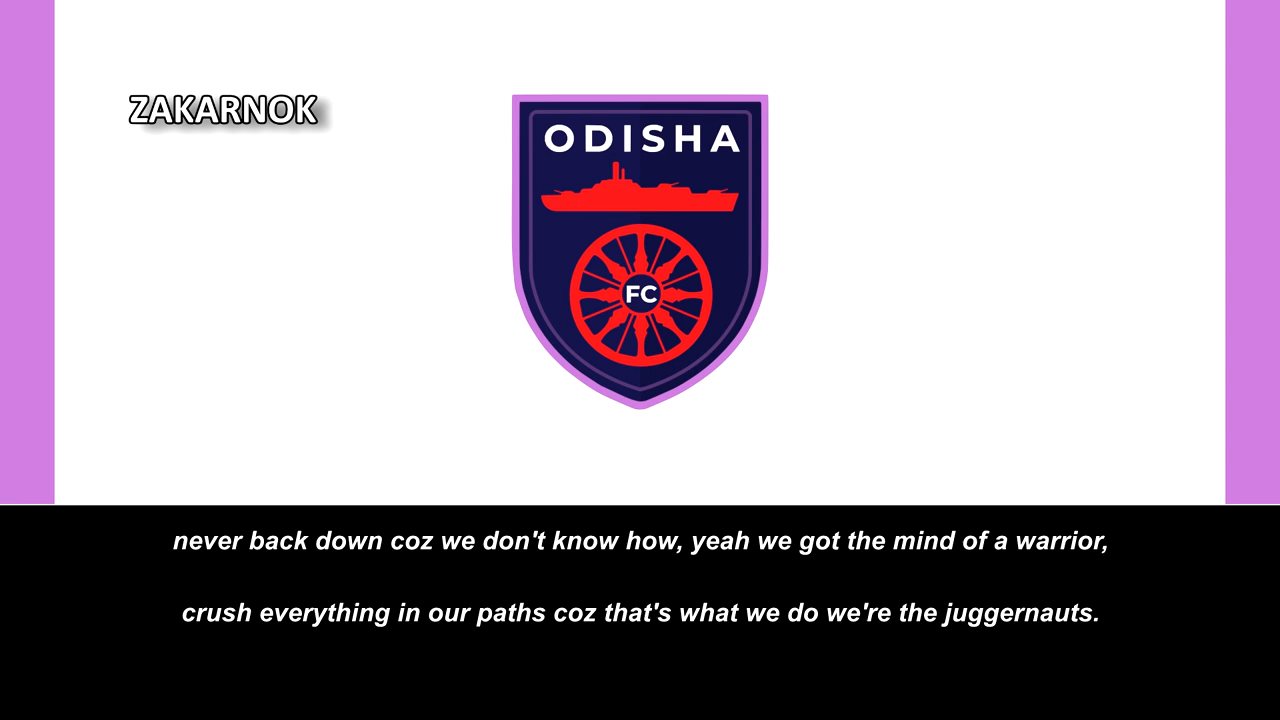 ZAKARNOK
ODISHA
FC
never back down coz we don't know how, yeah we got the mind of a warrior,
crush everything in our paths coz that's what we do we're the juggernauts.